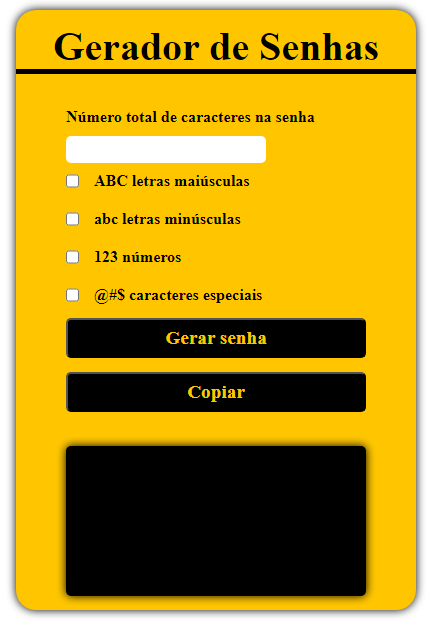 Gerador de Senhas
Número total de caracteres na senha
ABC letras maiúsculas
abc letras minúsculas
123 números
@#$ caracteres especiais
Gerar senha
Copiar